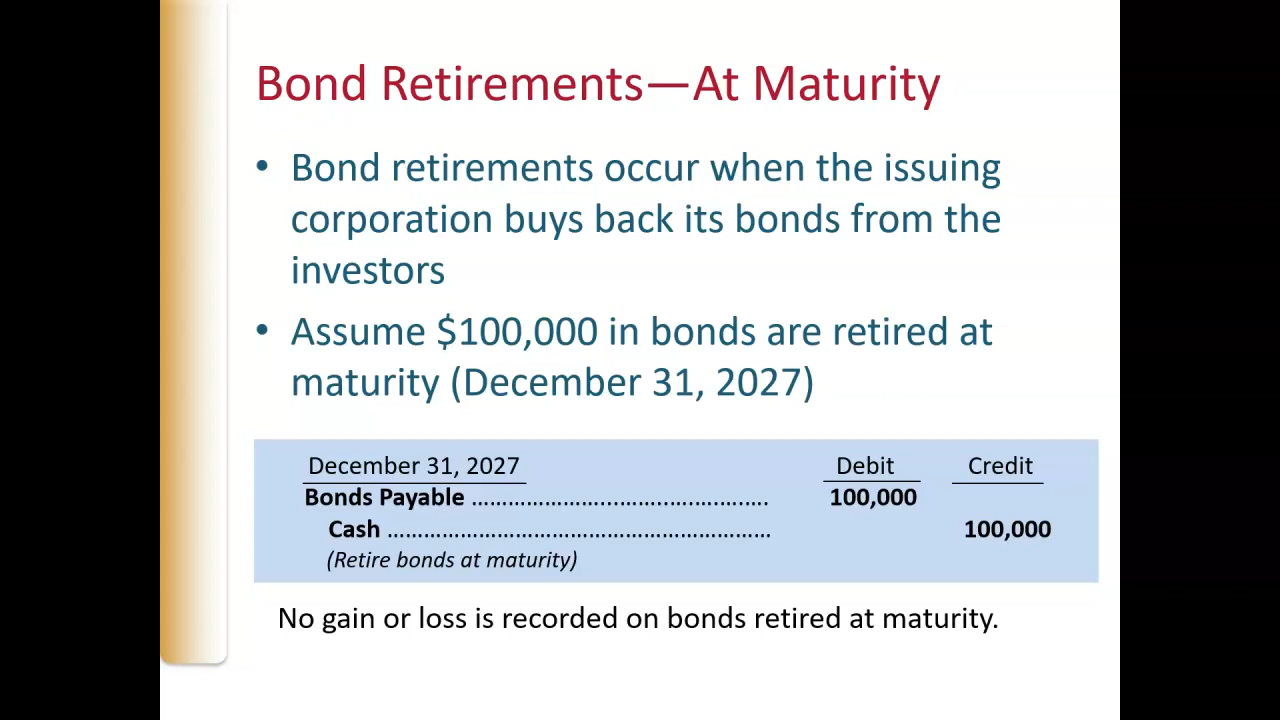 Bond Retirements—At Maturity
• Bond retirements occur when the issuing
corporation buys back its bonds from the
investors
• Assume $100,000 in bonds are retired at
maturity (December 31, 2027)
December 31, 2027 Debit Credit
Bonds Payable ……………………..……..……..…..…. 100,000
Cash ……………………………………………………… 100,000
(Retire bonds at maturity)
No gain or loss is recorded on bonds retired at maturity.